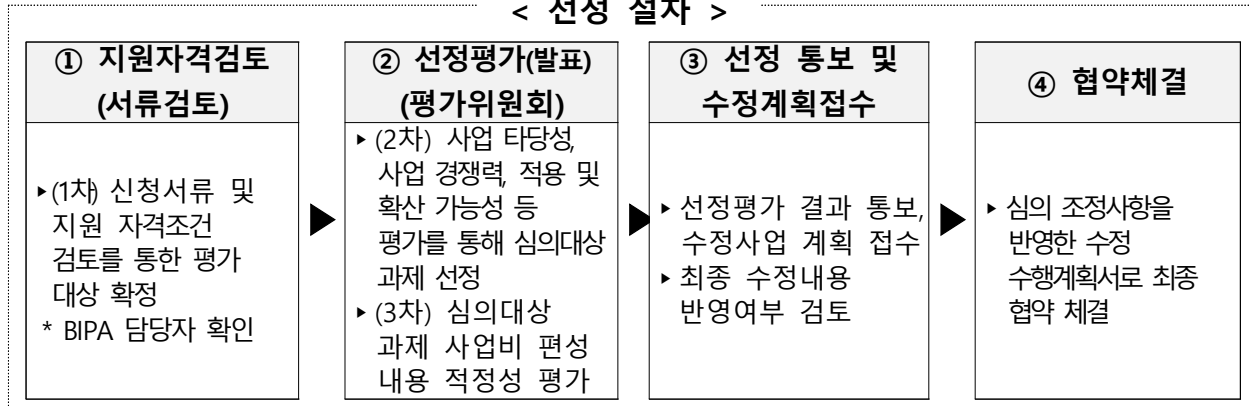 < 선정 절차 >
① 지원자격검토
(서류검토)
▸(1차) 신청서류 및
지원 자격조건
검토를 통한 평가
대상 확정
* BIPA 담당자 확인
② 선정평가(발표)
(평가위원회)
▸(2차) 사업 타당성,
사업 경쟁력, 적용 및
확산 가능성 등
평가를 통해 심의대상
과제 선정
▸(3차) 심의대상
과제 사업비 편성
내용 적정성 평가
③ 선정 통보 및
수정계획접수
▸ 선정평가 결과 통보,
수정사업 계획 접수
▸ 최종 수정내용
반영여부 검토
④ 협약체결
▸ 심의 조정사항을
반영한 수정
수행계획서로 최종
협약 체결